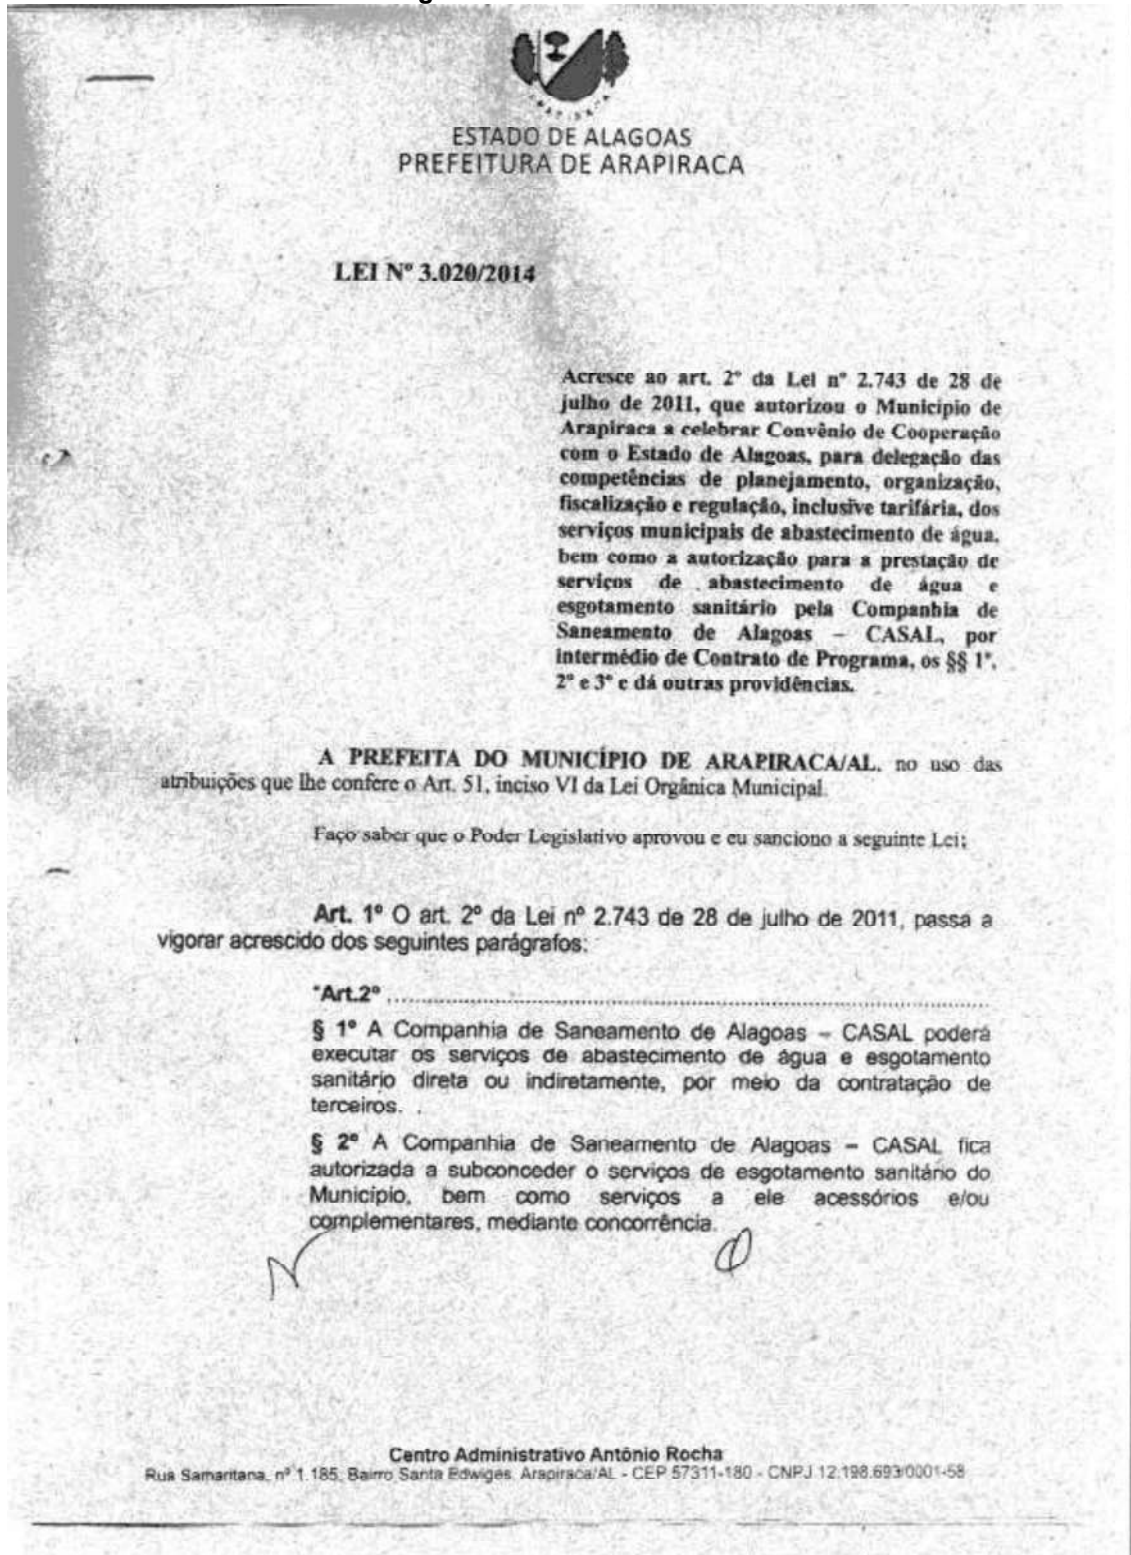 ESTADO DE ALAGOAS
PREFEITURA DE ARAPIRACA
LEI Nº 3.020/2014
Acresce ao art. 2º da Lei nº 2.743 de 28 de
julho de 2011, que autorizou o Município de
Arapiraca a celebrar Convênio de Cooperação
com o Estado de Alagoas, para delegação das
competências de planejamento, organização,
fiscalização e regulação, inclusive tarifária, dos
serviços municipais de abastecimento de água,
bem como a autorização para a prestação de
serviços de abastecimento de água e
esgotamento sanitário pela Companhia de
Saneamento de Alagoas – CASAL, por
intermédio de Contrato de Programa, os §§ 1º,
2º e 3º e dá outras providências.
A PREFEITA DO MUNICÍPIO DE ARAPIRACA/AL, no uso das
atribuições que lhe confere o Art. 51, inciso VI da Lei Orgânica Municipal.
Faço saber que o Poder Legislativo aprovou e eu sanciono a seguinte Lei:
Art. 1º O art. 2º da Lei nº 2.743 de 28 de julho de 2011, passa a
vigorar acrescido dos seguintes parágrafos:
"Art.2º ..........................................................................................
§ 1º A Companhia de Saneamento de Alagoas – CASAL poderá
executar os serviços de abastecimento de água e esgotamento
sanitário direta ou indiretamente, por meio da contratação de
terceiros.
§ 2º A Companhia de Saneamento de Alagoas – CASAL fica
autorizada a subconceder o serviços de esgotamento sanitário do
Município, bem como serviços a ele acessórios e/ou
complementares, mediante concorrência.
Centro Administrativo Antônio Rocha
Rua Samaritana, nº 1.185, Bairro Santa Edwiges, Arapiraca/AL - CEP 57311-180 - CNPJ 12.198.693/0001-58